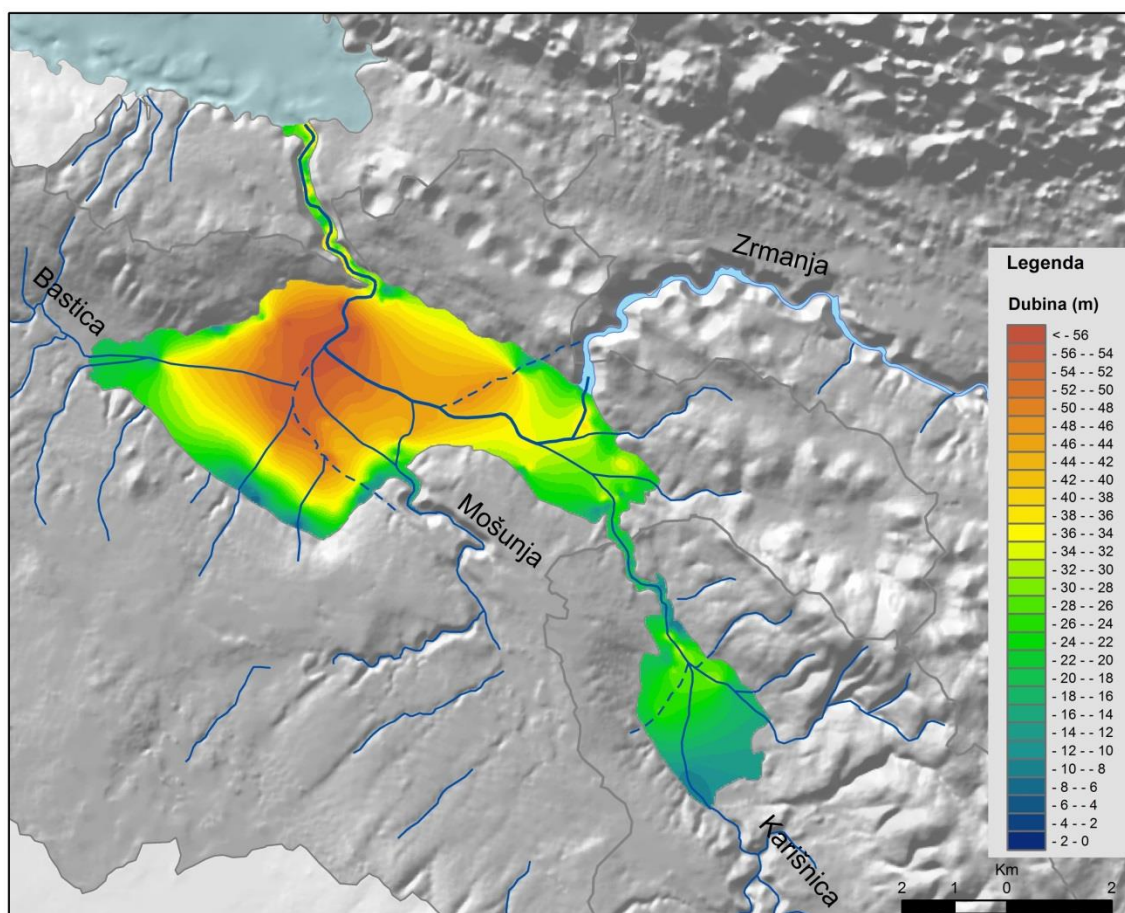 Zrmanja
Bastica
Mošunja
Karišnica
Legenda
Dubina (m)
< - 56
- 56 - - 54
- 54 - - 52
- 52 - - 50
- 50 - - 48
- 48 - - 46
- 46 - - 44
- 44 - - 42
- 42 - - 40
- 40 - - 38
- 38 - - 36
- 36 - - 34
- 34 - - 32
- 32 - - 30
- 30 - - 28
- 28 - - 26
- 26 - - 24
- 24 - - 22
- 22 - - 20
- 20 - - 18
- 18 - - 16
- 16 - - 14
- 14 - - 12
- 12 - - 10
- 10 - - 8
- 8 - - 6
- 6 - - 4
- 4 - - 2
- 2 - 0
Km
2 1 0 2